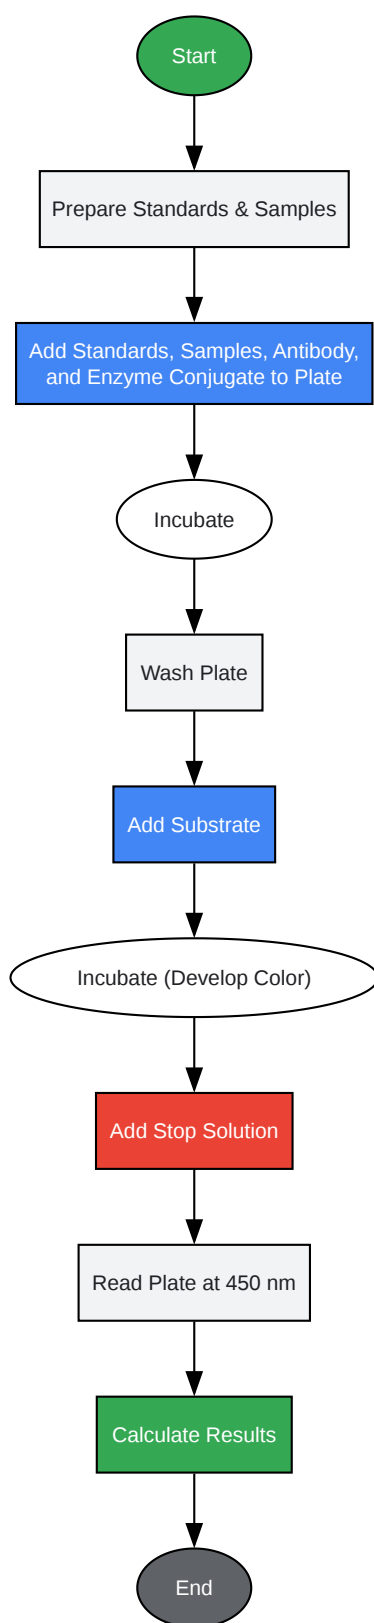 Start
Prepare Standards & Samples
Add Standards, Samples, Antibody,
and Enzyme Conjugate to Plate
Incubate
Wash Plate
Add Substrate
Incubate (Develop Color)
Add Stop Solution
Read Plate at 450 nm
Calculate Results
End